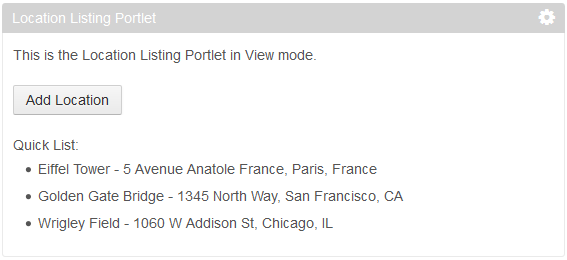 Location Listing Portlet
This is the Location Listing Portlet in View mode.
Add Location
Quick List:
• Eiffel Tower - 5 Avenue Anatole France, Paris, France
• Golden Gate Bridge - 1345 North Way, San Francisco, CA
• Wrigley Field - 1060 W Addison St, Chicago, IL